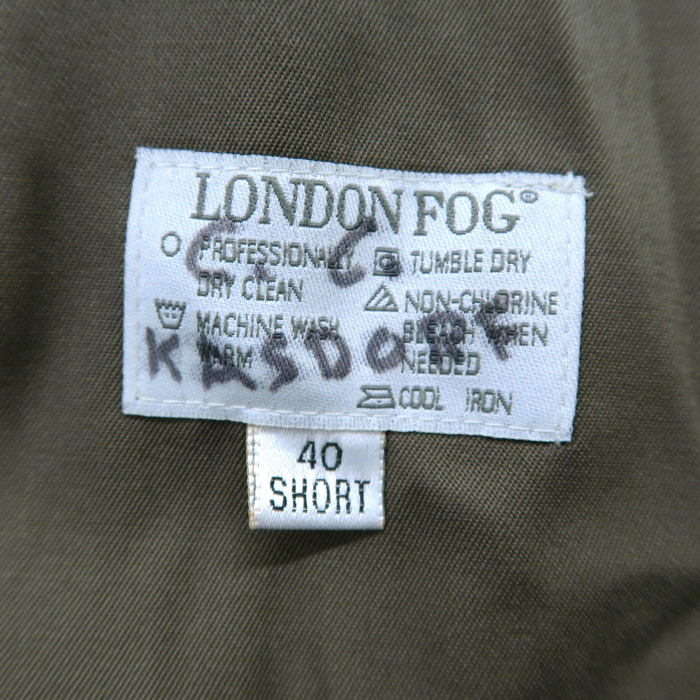 LONDON FOG®
PROFESSIONALLY
DRY CLEAN
MACHINE WASH
WARM
TUMBLE DRY
NON-CHLORINE
BLEACH WHEN
NEEDED
COOL IRON
C. C.
40
SHORT